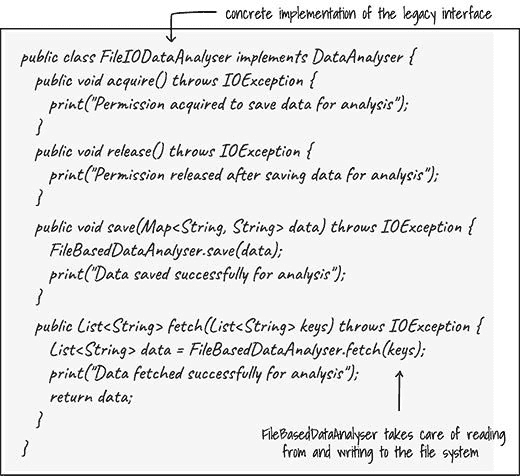 concrete implementation of the legacy interface
public class FileIODataAnalyser implements DataAnalyser {
public void acquire() throws IOException {
print("Permission acquired to save data for analysis");
}
public void release() throws IOException {
print("Permission released after saving data for analysis");
}
public void save(Map<String, String> data) throws IOException {
FileBasedDataAnalyser.save(data);
print("Data saved successfully for analysis");
}
public List<String> fetch(List<String> keys) throws IOException {
List<String> data = FileBasedDataAnalyser.fetch(keys);
print("Data fetched successfully for analysis");
return data;
}
}
FileBasedDataAnalyser takes care of reading
from and writing to the file system